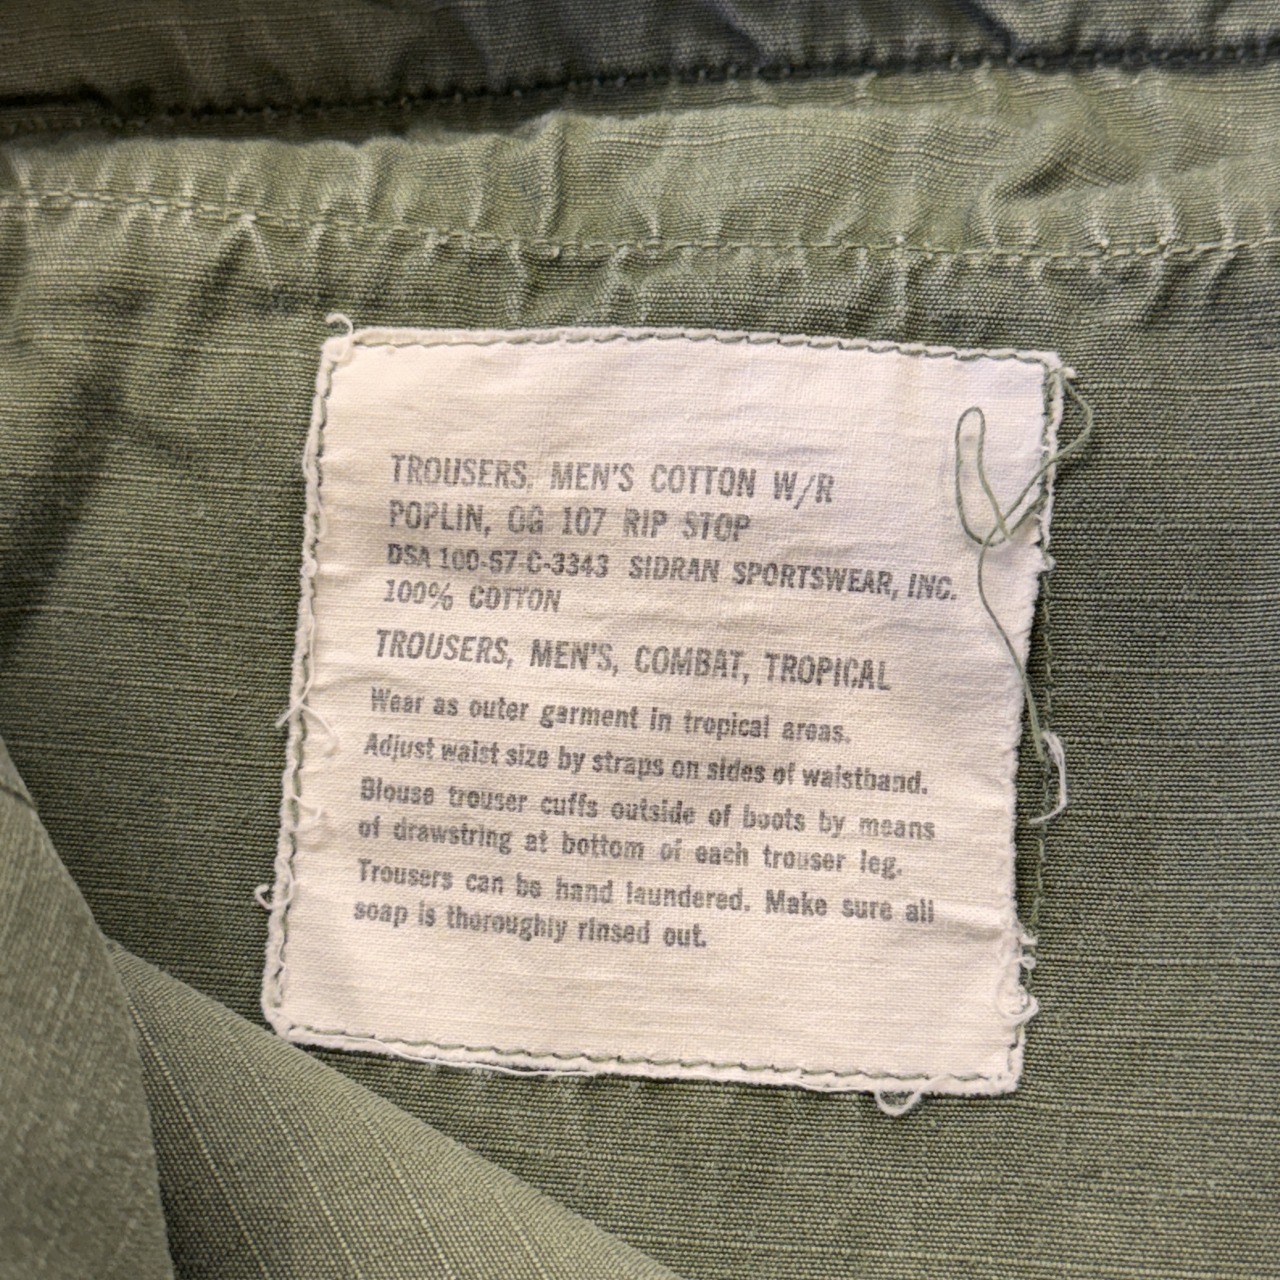 TROUSERS, MEN'S COTTON W/R
POPLIN, OG 107 RIP STOP
DSA 100-67-C-3343 SIDRAN SPORTSWEAR, INC.
100% COTTON
TROUSERS, MEN'S, COMBAT, TROPICAL
Wear as outer garment in tropical areas.
Adjust waist size by straps on sides of waistband.
Blouse trouser cuffs outside of boots by means
of drawstring at bottom of each trouser leg.
Trousers can be hand laundered. Make sure all
soap is thoroughly rinsed out.